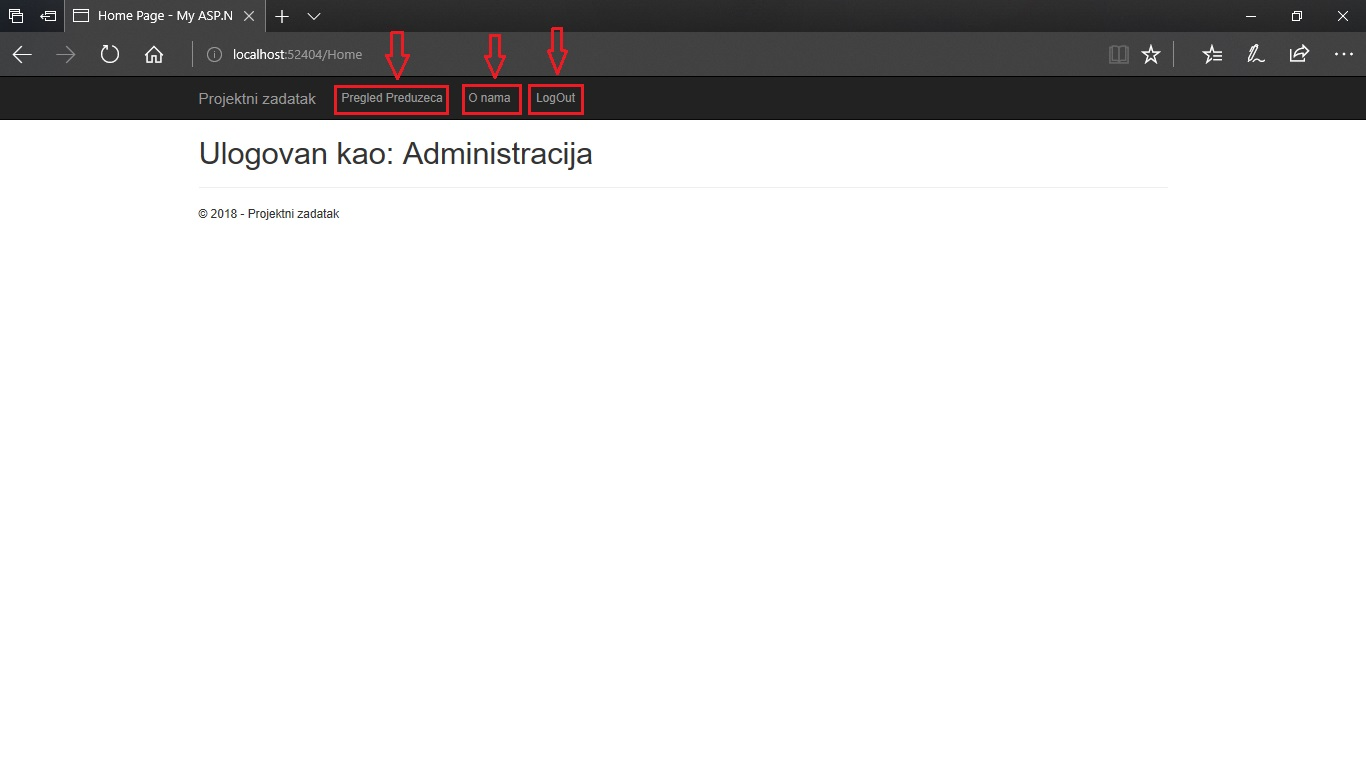 Home Page - My ASP.N
localhost:52404/Home
Projektni zadatak
Pregled Preduzeca
O nama
LogOut
Ulogovan kao: Administracija
© 2018 - Projektni zadatak